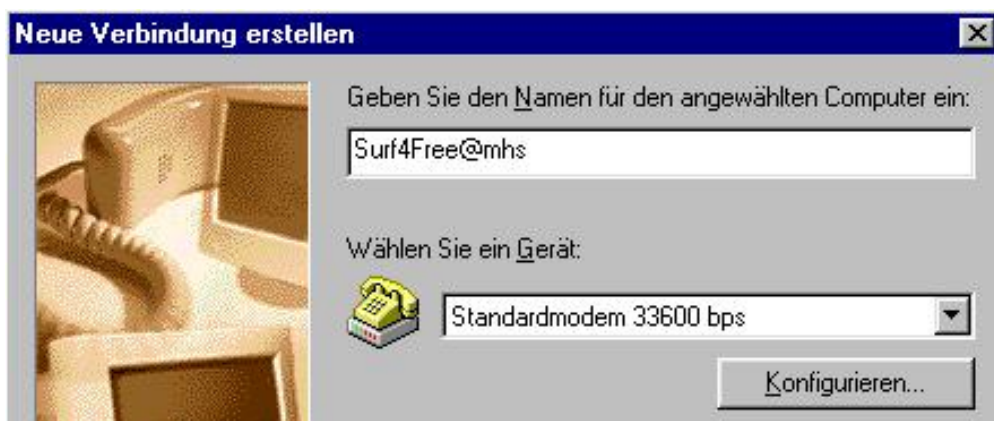 Neue Verbindung erstellen
Geben Sie den Namen für den angewählten Computer ein:
Surf4Free@mhs
Wählen Sie ein Gerät:
Standardmodem 33600 bps
Konfigurieren...